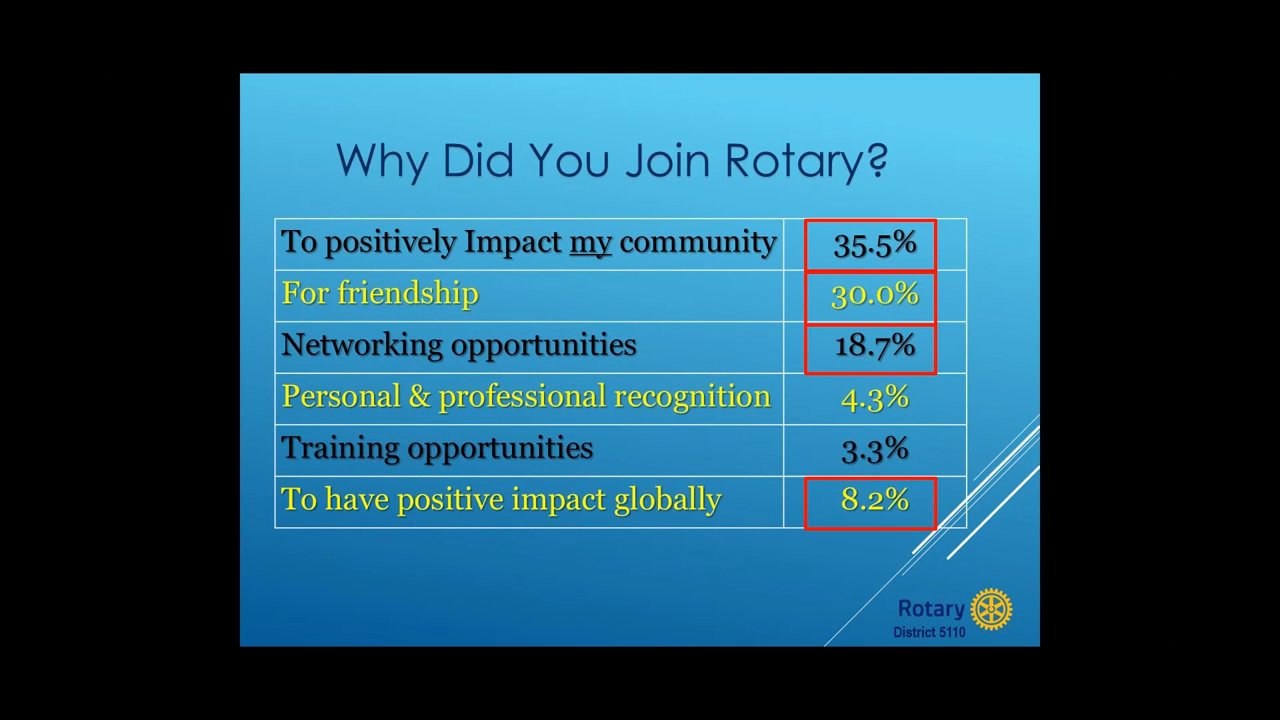 Why Did You Join Rotary?
To positively Impact my community 35.5%
For friendship 30.0%
Networking opportunities 18.7%
Personal & professional recognition 4.3%
Training opportunities 3.3%
To have positive impact globally 8.2%
Rotary
District 5110